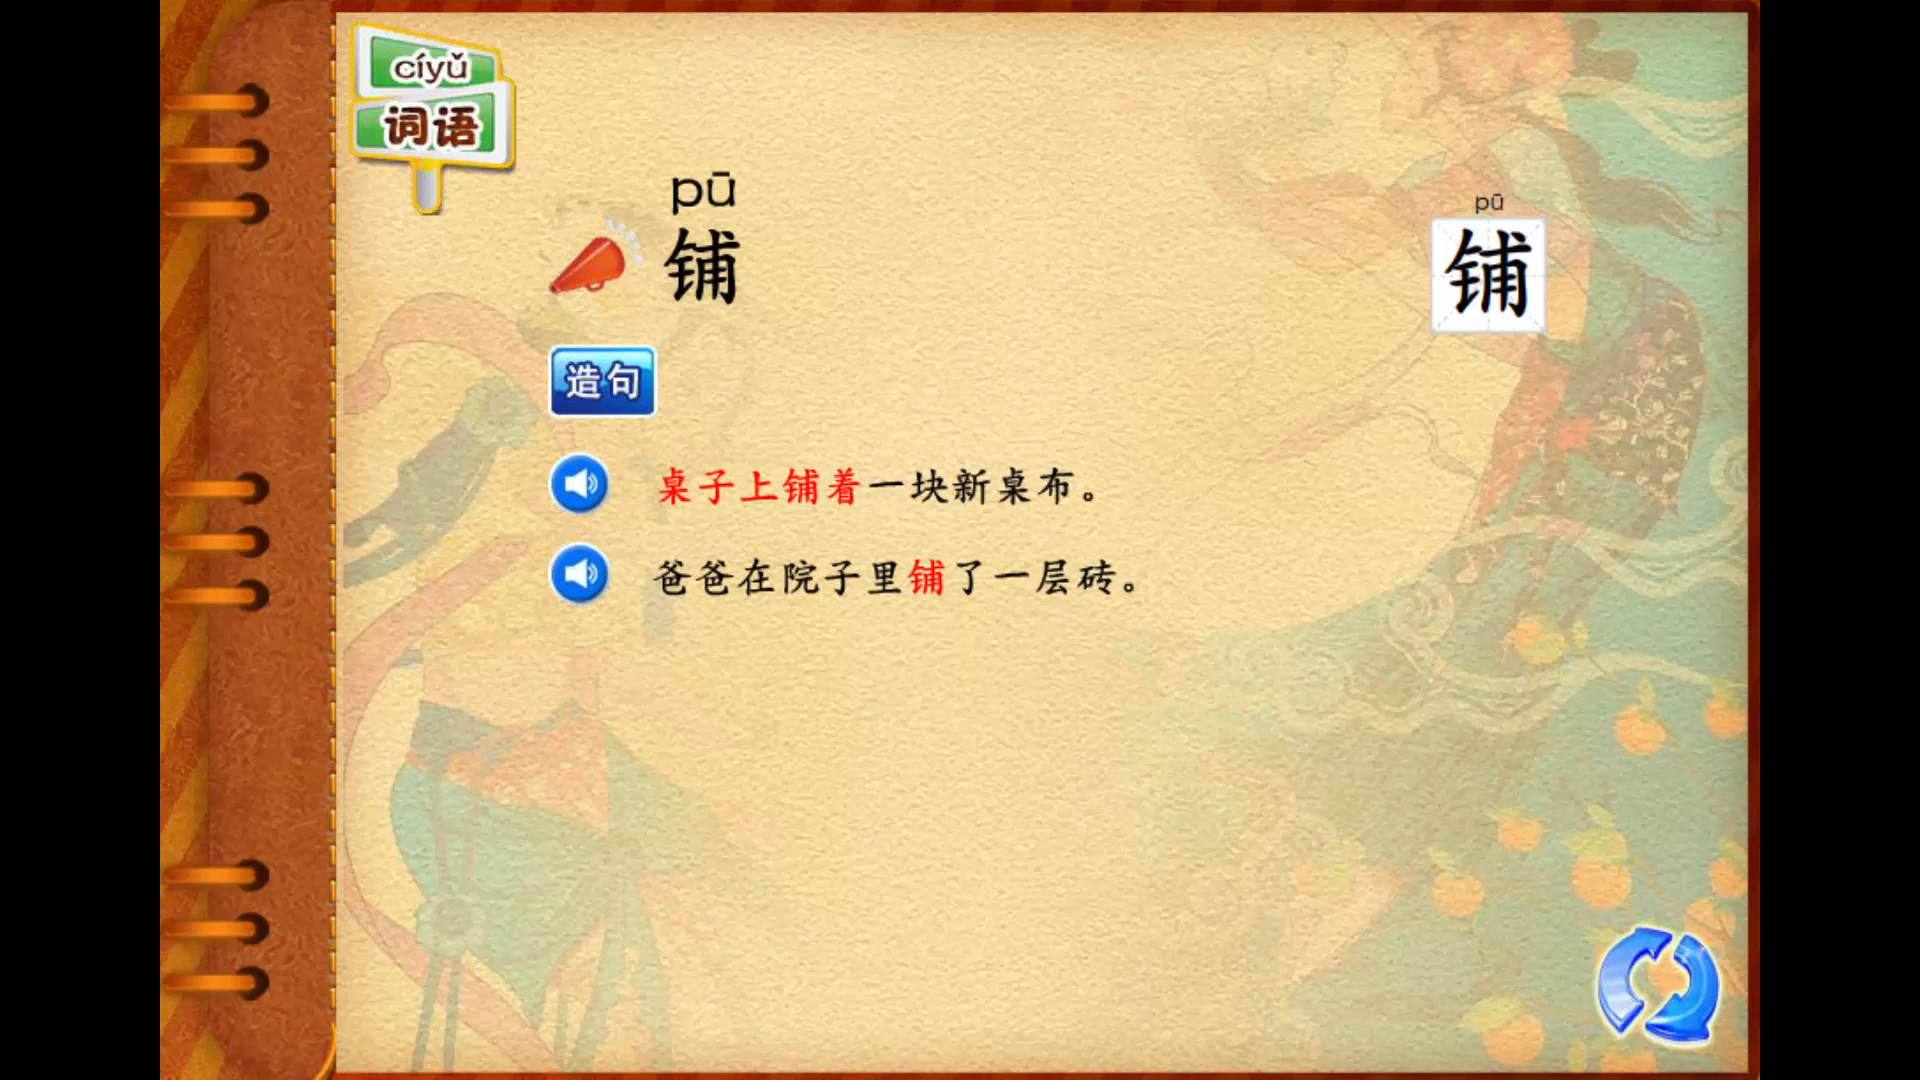 cíyǔ
词语
pū
铺
pū
铺
造句
桌子上铺着一块新桌布。
爸爸在院子里铺了一层砖。